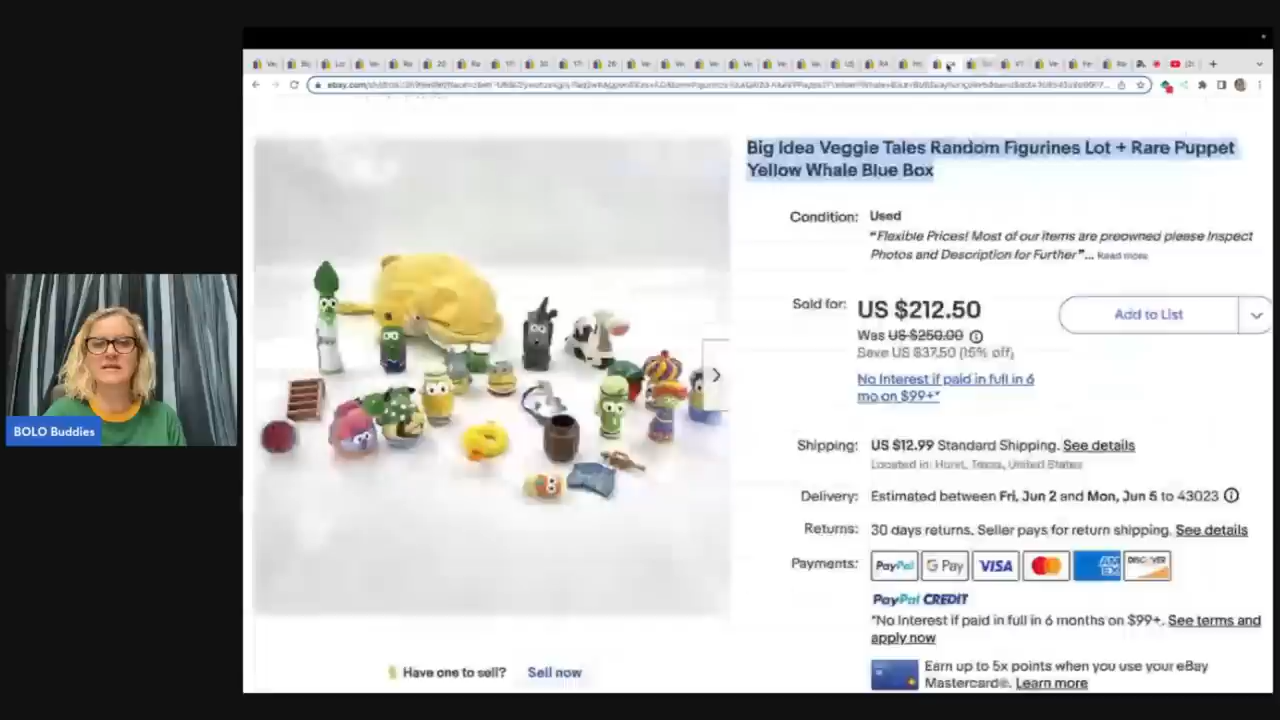 Big Idea Veggie Tales Random Figurines Lot + Rare Puppet
Yellow Whale Blue Box
Condition: Used
"Flexible Prices! Most of our items are preowned please Inspect
Photos and Description for Further"... Read more
Sold for: US $212.50
Add to List
Was US $250.00
Save US $37.50 (15% off)
No Interest if paid in full in 6
mo on $99+*
BOLO Buddies
Shipping: US $12.99 Standard Shipping. See details
Located in: Hurst, Texas, United States
Delivery: Estimated between Fri, Jun 2 and Mon, Jun 5 to 43023
Returns: 30 days returns. Seller pays for return shipping. See details
Payments: PayPal G Pay VISA AM EX DISCOVER
PayPal CREDIT
*No Interest if paid in full in 6 months on $99+. See terms and
apply now
Have one to sell? Sell now
Earn up to 5x points when you use your eBay
Mastercard®. Learn more